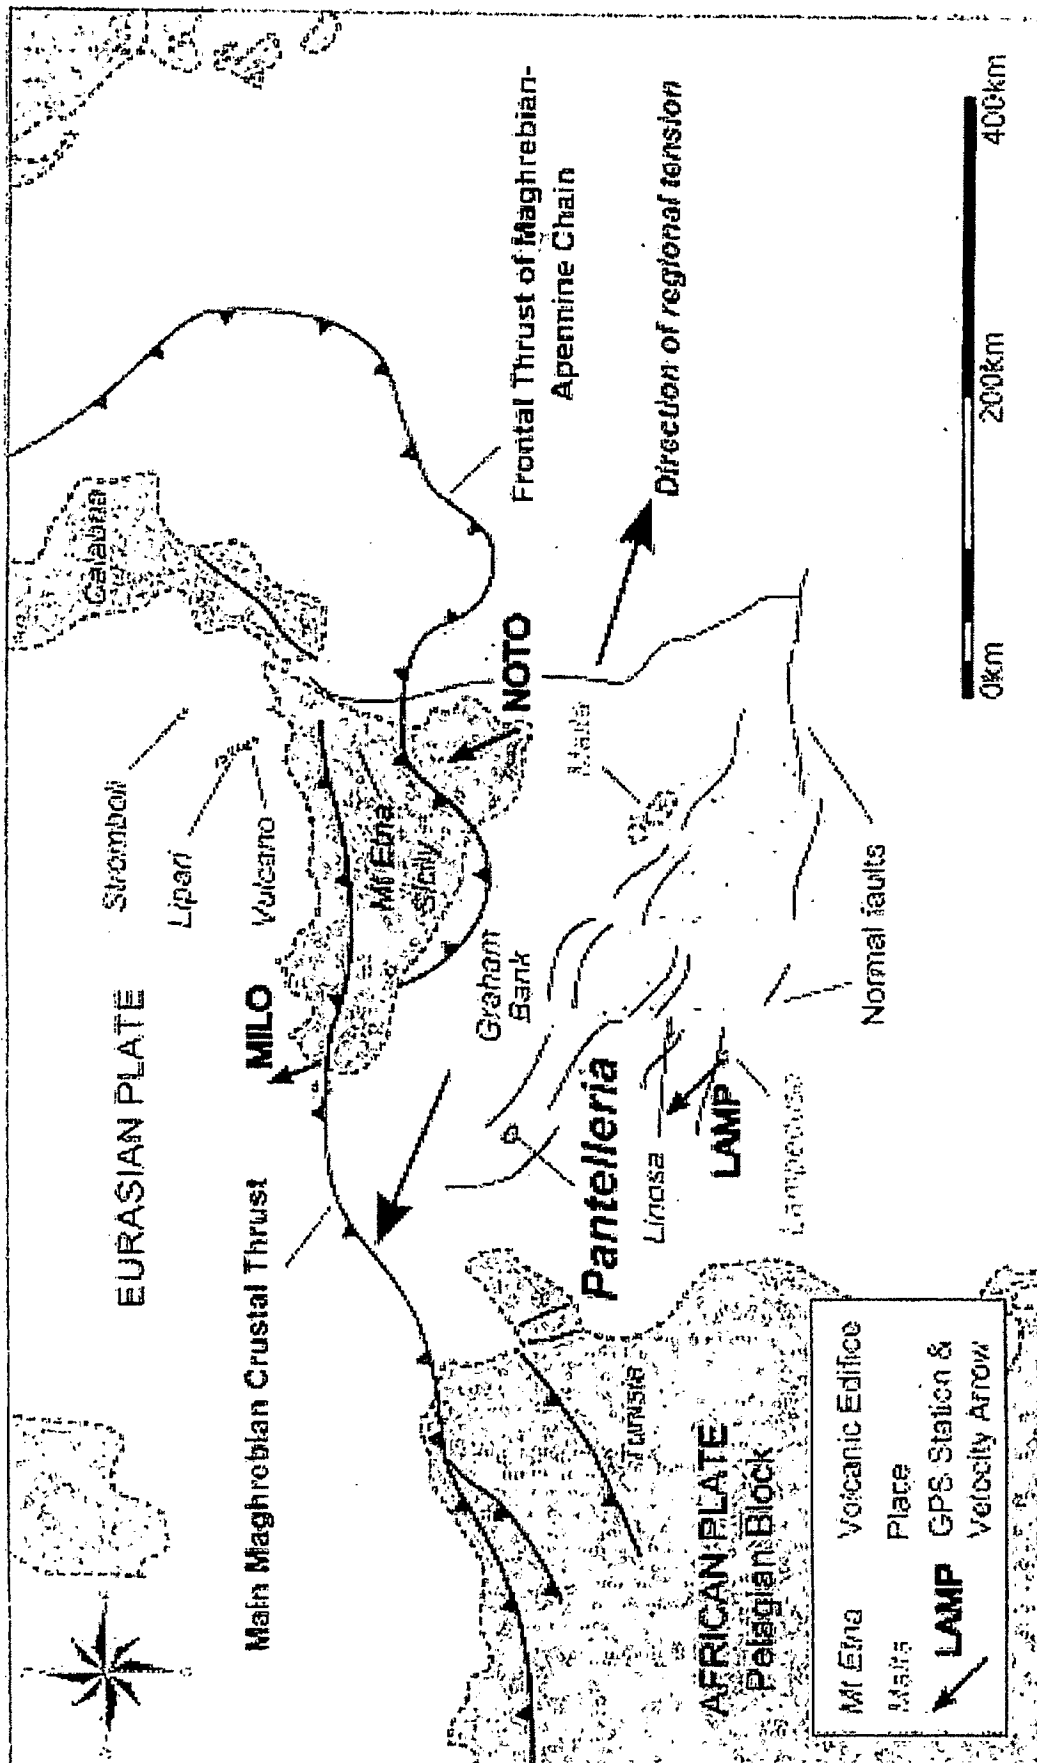 EURASIAN PLATE
Stromboli
Lipari
Vulcano
Calabria
MILO
Main Maghrobian Crustal Thrust
Mt Etna
Sicily
Graham
Bank
NOTO
Frontal Thrust of Maghrebian-
Apennine Chain
Direction of regional tension
Malta
Pantelleria
Linosa
LAMP
Lampedusa
Normal faults
Tunisia
AFRICAN PLATE
Pelagian Block
Mt Etna Volcanic Edifice
Malta Place
LAMP GPS Station &
Velocity Arrow
0km 200km 400km